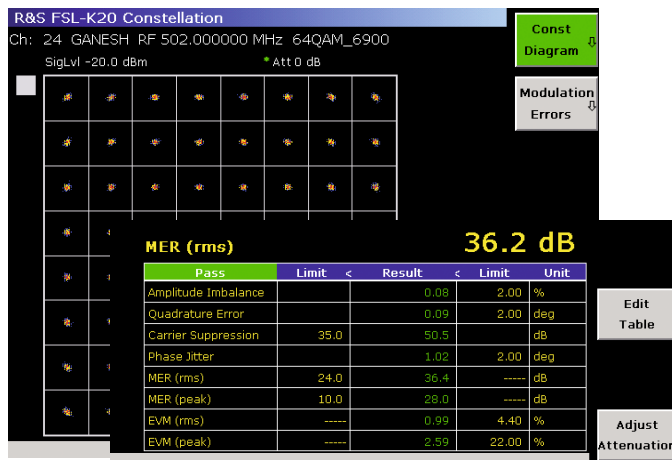 R&S FSL-K20 Constellation
Ch: 24 GANESH RF 502.000000 MHz 64QAM_6900
SigLvl -20.0 dBm Att 0 dB
Const Diagram
Modulation Errors
MER (rms) 36.2 dB
Pass Limit < Result < Limit Unit
Amplitude Imbalance 0.08 2.00 %
Quadrature Error 0.09 2.00 deg
Carrier Suppression 35.0 50.5 dB
Phase Jitter 1.02 2.00 deg
MER (rms) 24.0 36.4 ----- dB
MER (peak) 10.0 28.0 ----- dB
EVM (rms) ----- 0.99 4.40 %
EVM (peak) ----- 2.59 22.00 %
Edit
Table
Adjust
Attenuation